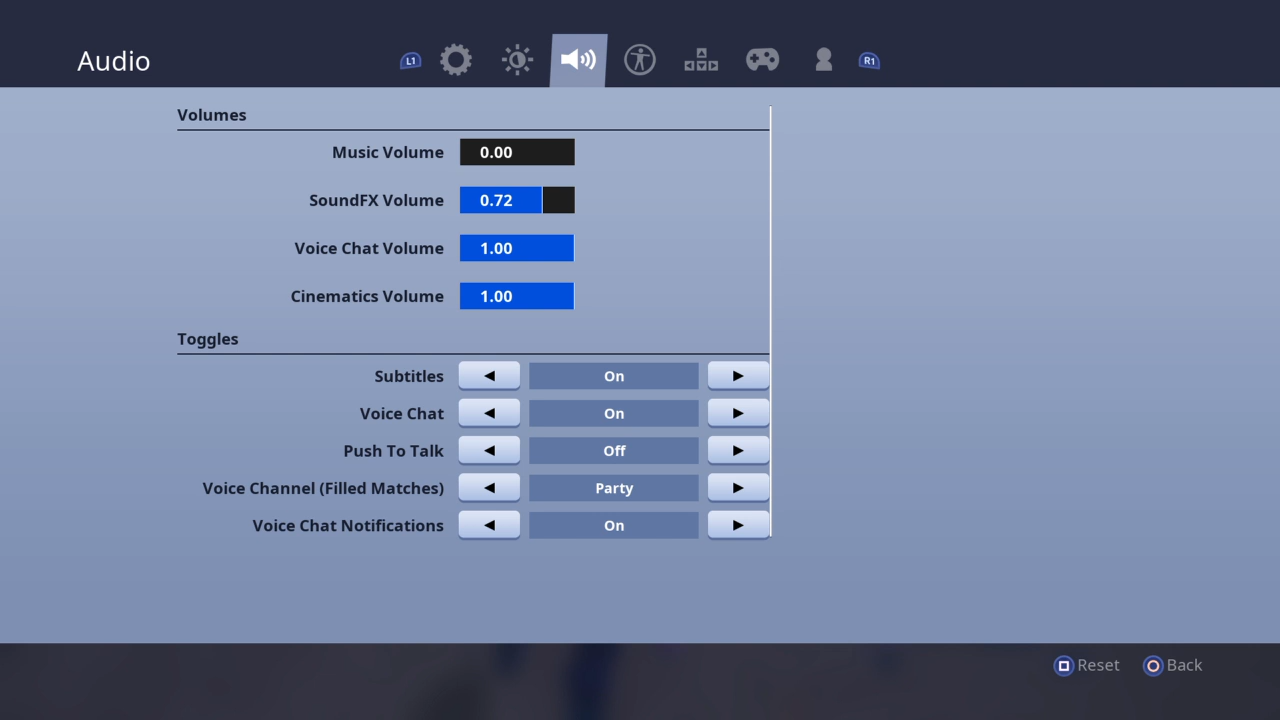 Audio
L1
R1
Volumes
Music Volume 0.00
SoundFX Volume 0.72
Voice Chat Volume 1.00
Cinematics Volume 1.00
Toggles
Subtitles On
Voice Chat On
Push To Talk Off
Voice Channel (Filled Matches) Party
Voice Chat Notifications On
Reset Back